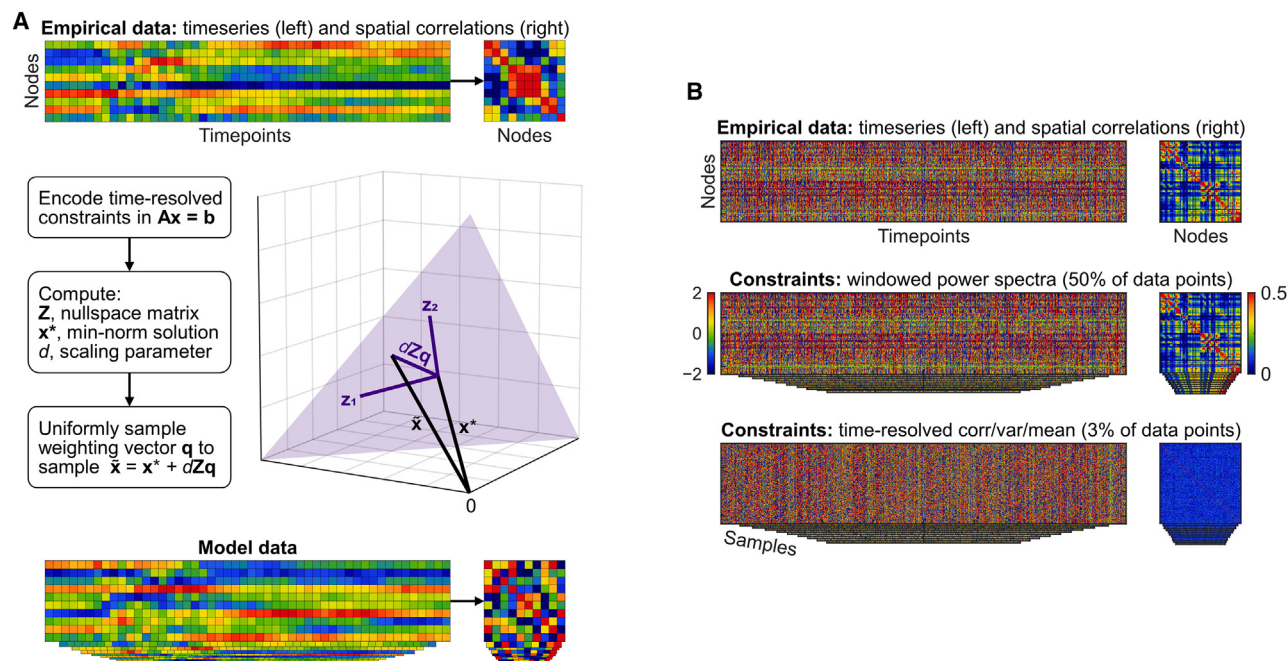 A
Empirical data: timeseries (left) and spatial correlations (right)
Nodes
Timepoints
Nodes
Encode time-resolved
constraints in Ax = b
Compute:
Z, nullspace matrix
x*, min-norm solution
d, scaling parameter
Uniformly sample
weighting vector q to
sample x̃ = x* + dZq
z₂
dZq
z₁
x̃
x*
0
Model data
B
Empirical data: timeseries (left) and spatial correlations (right)
Nodes
Timepoints
Nodes
Constraints: windowed power spectra (50% of data points)
2
0
−2
0.5
0
Constraints: time-resolved corr/var/mean (3% of data points)
Samples